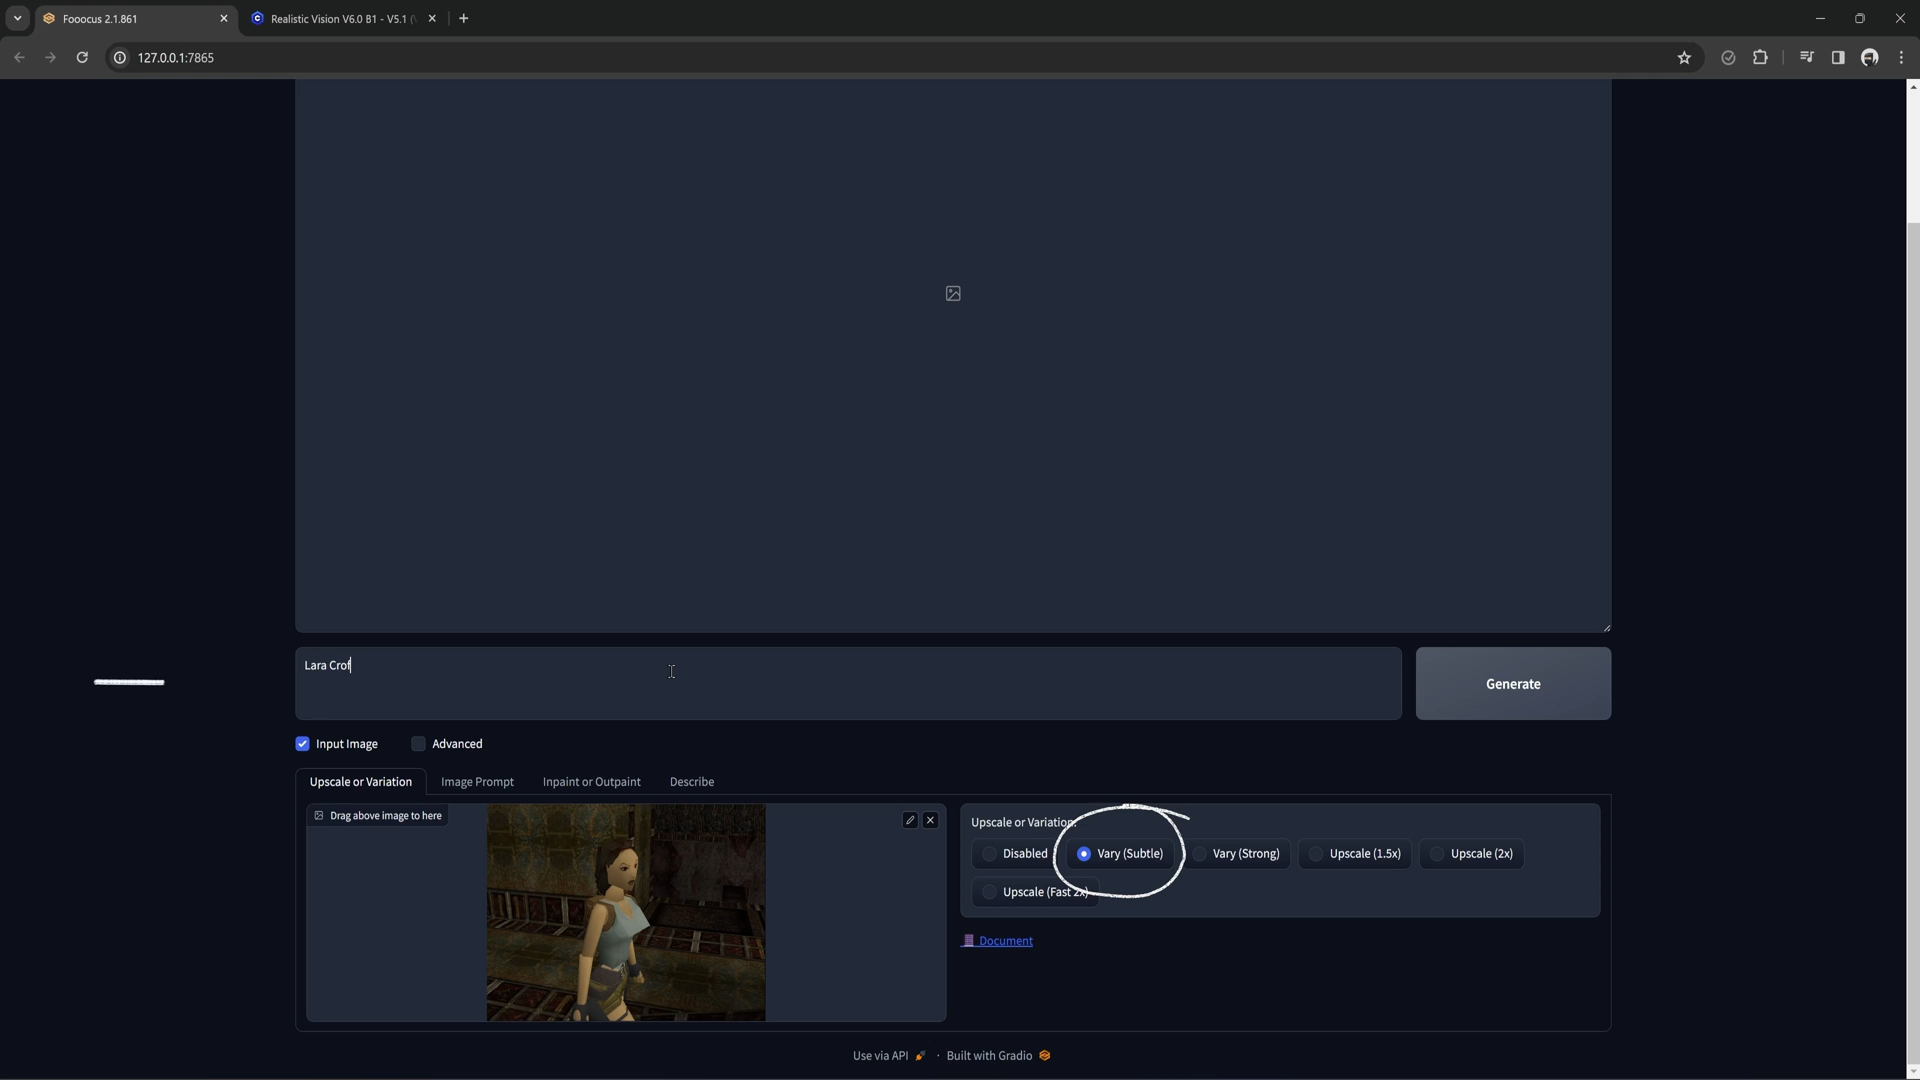 Fooocus 2.1.861
Realistic Vision V6.0 B1 - V5.1 (
127.0.0.1:7865
Lara Crof
Generate
Input Image
Advanced
Upscale or Variation
Image Prompt
Inpaint or Outpaint
Describe
Drag above image to here
Upscale or Variation:
Disabled
Vary (Subtle)
Vary (Strong)
Upscale (1.5x)
Upscale (2x)
Upscale (Fast 2x)
Document
Use via API
·
Built with Gradio